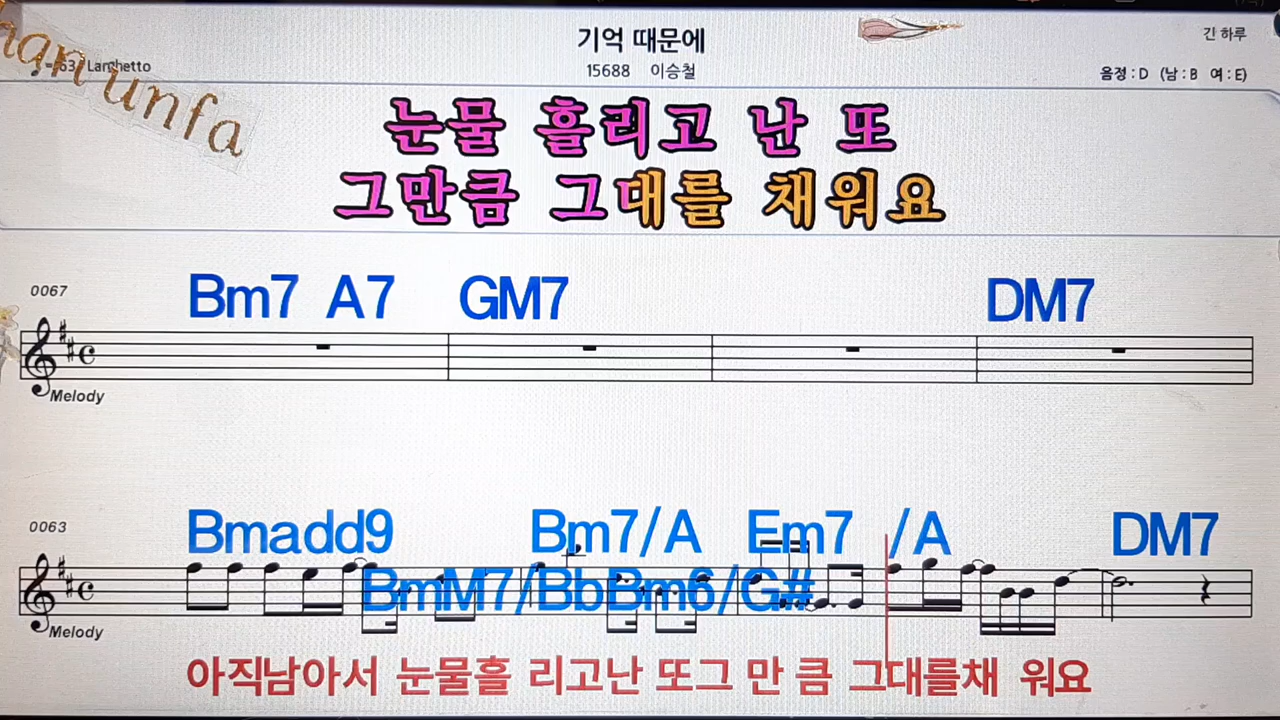 기억 때문에
긴 하루
hanunfa
Larghetto
15688 이승철
음정 : D (남 : B 여 : E)
눈물 흘리고 난 또
그만큼 그대를 채워요
0067
Bm7 A7 GM7 DM7
Melody
0063
Bmadd9 Bm7/A Em7 /A DM7
BmM7/BbBm6/G#
Melody
아직남아서 눈물흘 리고난 또그 만 큼 그대를채 워요